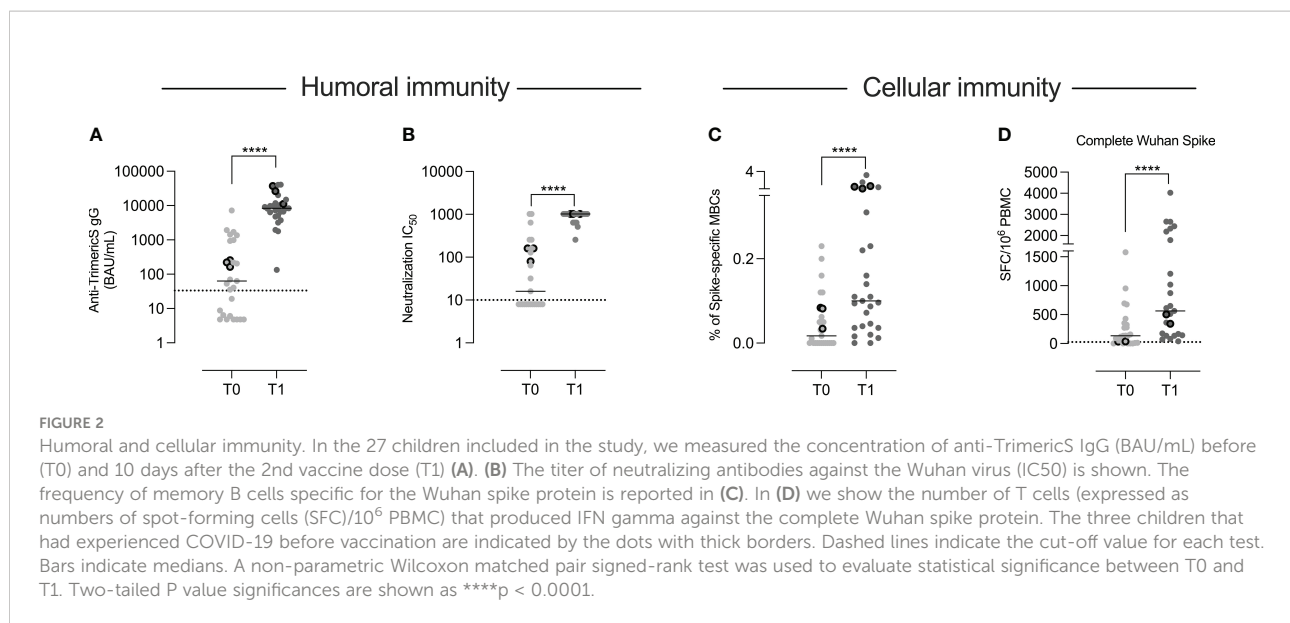 Humoral immunity
Cellular immunity
A
B
C
D
Complete Wuhan Spike
****
****
****
****
Anti-TrimericS gG
(BAU/mL)
100000
10000
1000
100
10
1
T0
T1
Neutralization IC50
1000
100
10
1
T0
T1
% of Spike-specific MBCs
4
0.2
0.0
T0
T1
SFC/10⁶ PBMC
5000
4000
3000
2000
1000
500
0
T0
T1
FIGURE 2
Humoral and cellular immunity. In the 27 children included in the study, we measured the concentration of anti-TrimericS IgG (BAU/mL) before
(T0) and 10 days after the 2nd vaccine dose (T1) (A). (B) The titer of neutralizing antibodies against the Wuhan virus (IC50) is shown. The
frequency of memory B cells specific for the Wuhan spike protein is reported in (C). In (D) we show the number of T cells (expressed as
numbers of spot-forming cells (SFC)/10⁶ PBMC) that produced IFN gamma against the complete Wuhan spike protein. The three children that
had experienced COVID-19 before vaccination are indicated by the dots with thick borders. Dashed lines indicate the cut-off value for each test.
Bars indicate medians. A non-parametric Wilcoxon matched pair signed-rank test was used to evaluate statistical significance between T0 and
T1. Two-tailed P value significances are shown as ****p < 0.0001.